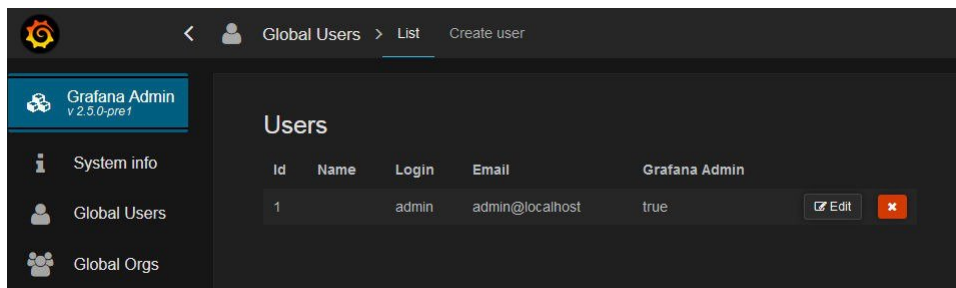 Global Users > List Create user
Grafana Admin
v 2.5.0-pre1
System info
Global Users
Global Orgs
Users
Id Name Login Email Grafana Admin
1 admin admin@localhost true Edit